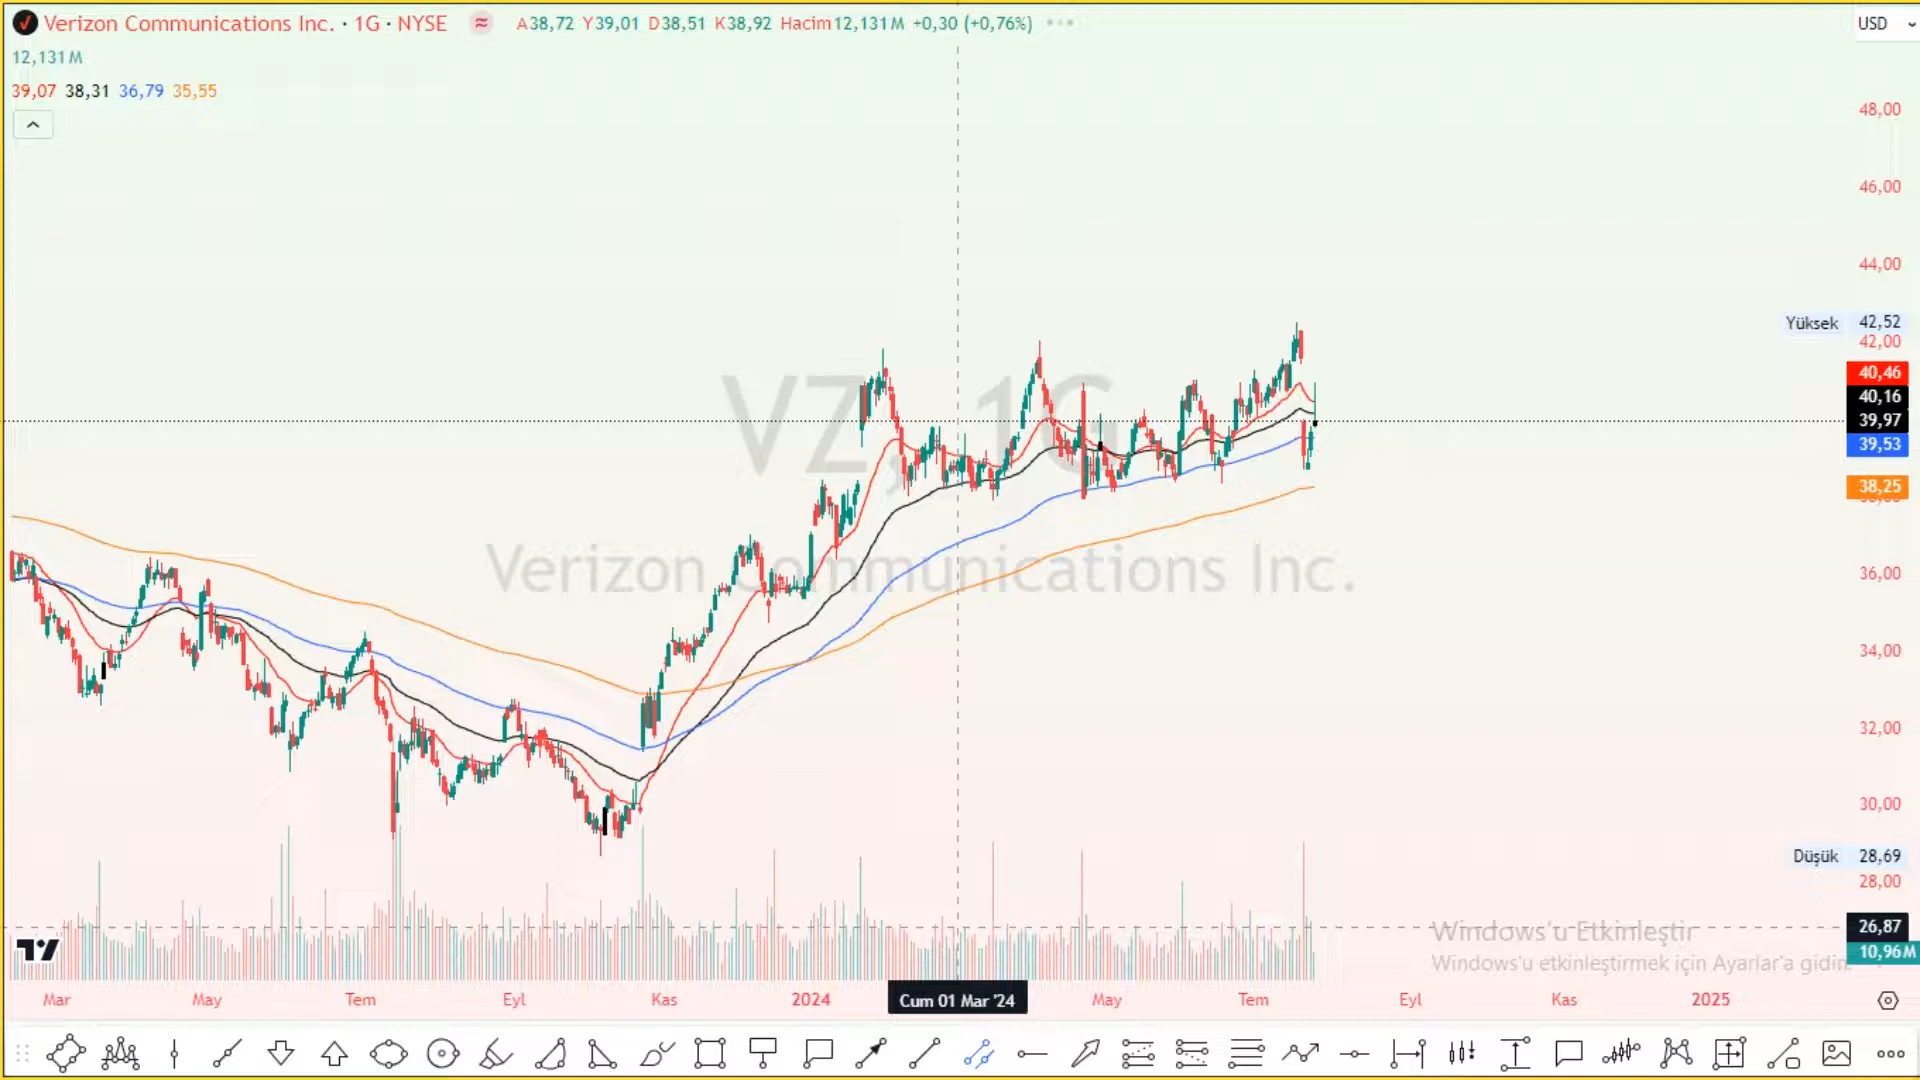 Verizon Communications Inc. · 1G · NYSE A38,72 Y39,01 D38,51 K38,92 Hacim12,131M +0,30 (+0,76%) USD
12,131M
39,07 38,31 36,79 35,55
48,00
46,00
44,00
Yüksek 42,52
42,00
40,46
40,16
39,97
39,53
38,25
VZ, 1G
Verizon Communications Inc.
36,00
34,00
32,00
30,00
Düşük 28,69
28,00
26,87
10,96M
Windows'u Etkinleştir
Windows'u etkinleştirmek için Ayarlar'a gidin
Mar May Tem Eyl Kas 2024 Cum 01 Mar '24 May Tem Eyl Kas 2025